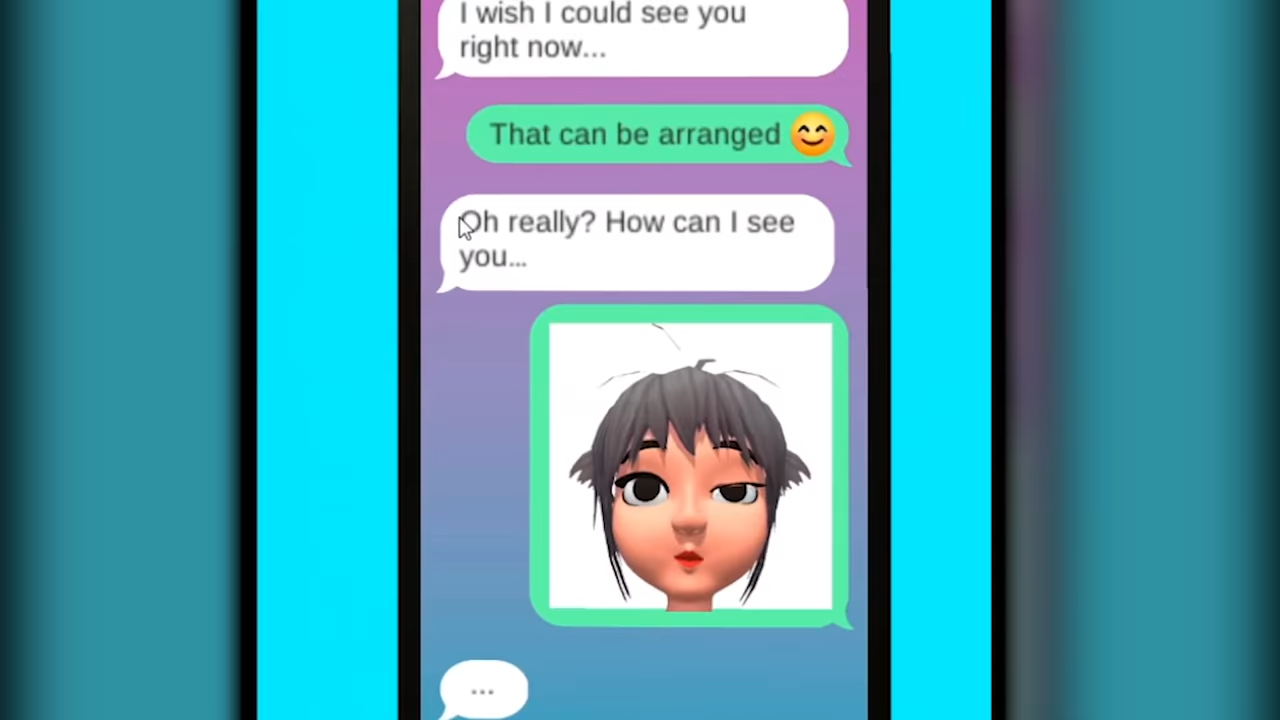 I wish I could see you
right now...
That can be arranged 😊
Oh really? How can I see
you...
...